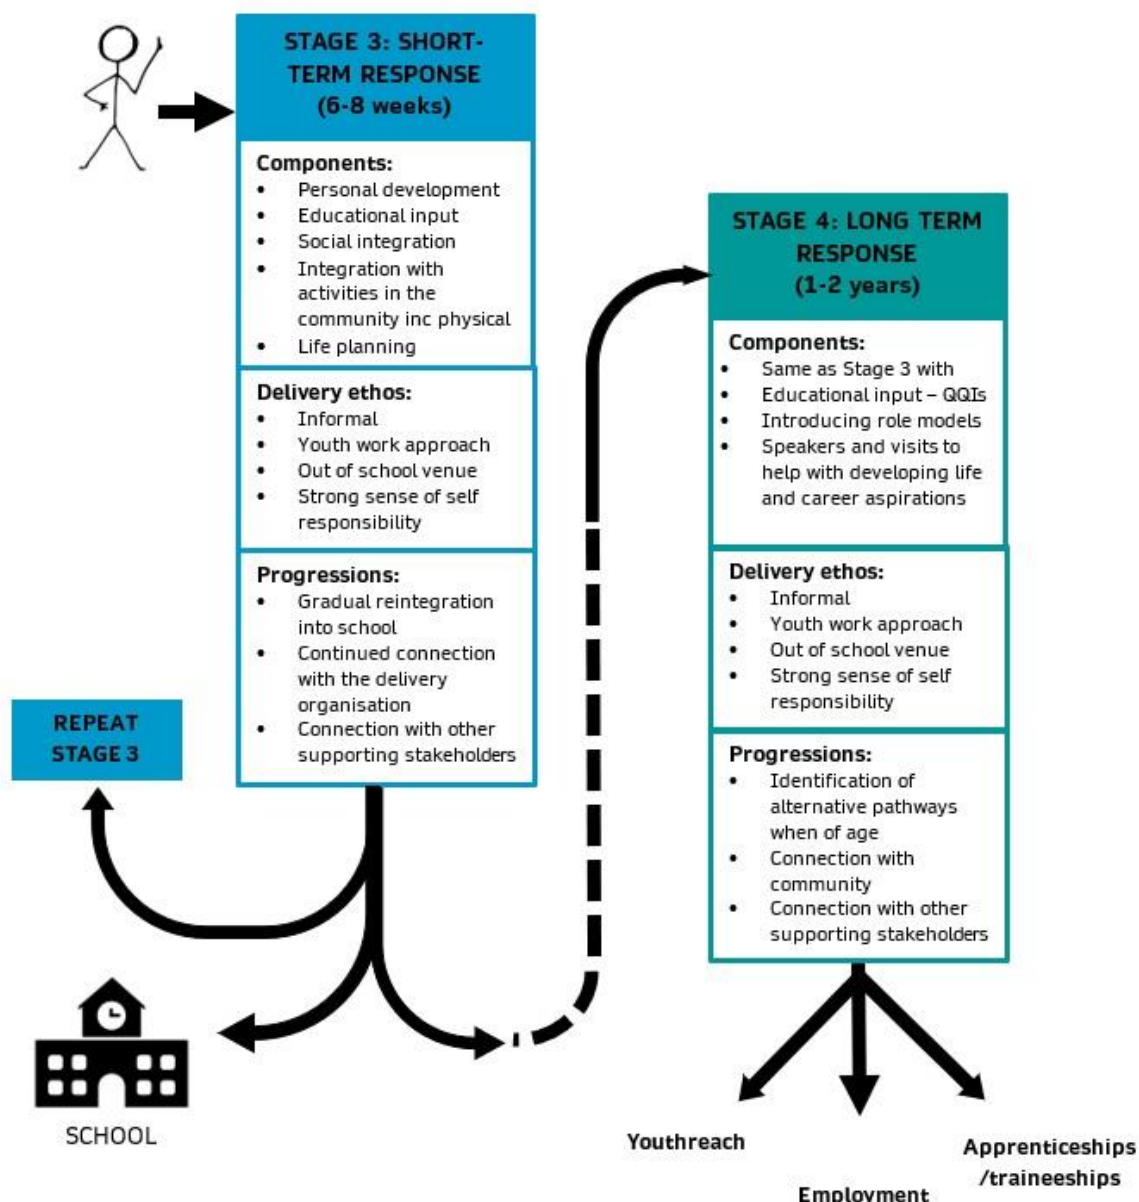 STAGE 3: SHORT-
TERM RESPONSE
(6-8 weeks)
Components:
• Personal development
• Educational input
• Social integration
• Integration with
activities in the
community inc physical
• Life planning
Delivery ethos:
• Informal
• Youth work approach
• Out of school venue
• Strong sense of self
responsibility
Progressions:
• Gradual reintegration
into school
• Continued connection
with the delivery
organisation
• Connection with other
supporting stakeholders
REPEAT
STAGE 3
SCHOOL
STAGE 4: LONG TERM
RESPONSE
(1-2 years)
Components:
• Same as Stage 3 with
• Educational input – QQIs
• Introducing role models
• Speakers and visits to
help with developing life
and career aspirations
Delivery ethos:
• Informal
• Youth work approach
• Out of school venue
• Strong sense of self
responsibility
Progressions:
• Identification of
alternative pathways
when of age
• Connection with
community
• Connection with other
supporting stakeholders
Youthreach
Employment
Apprenticeships
/traineeships